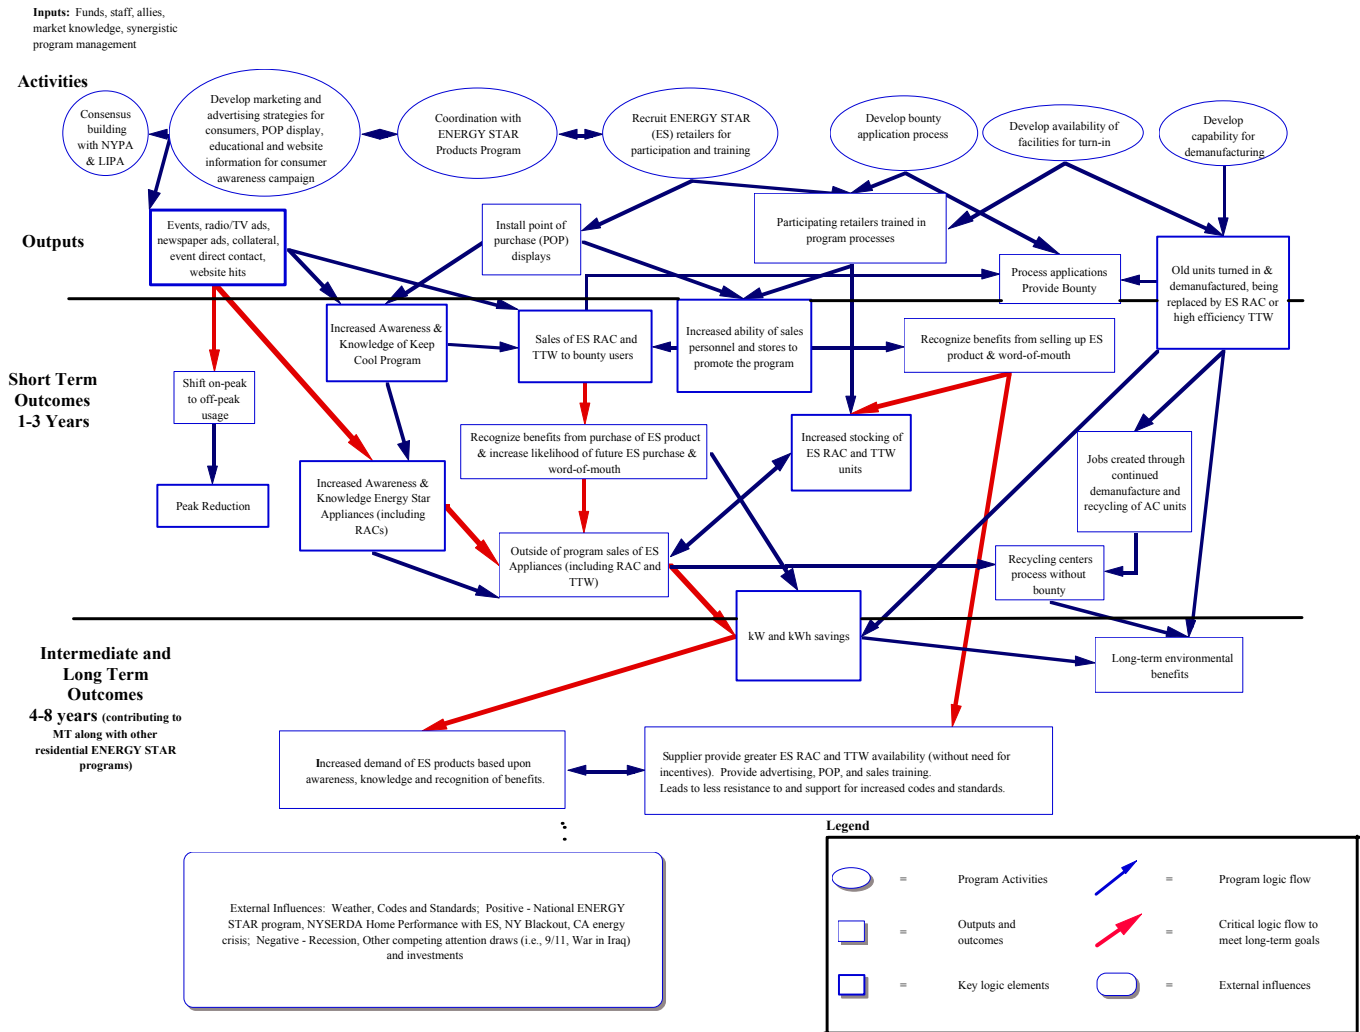 Inputs: Funds, staff, allies,
market knowledge, synergistic
program management
Activities
Consensus
building
with NYPA
& LIPA
Develop marketing and
advertising strategies for
consumers, POP display,
educational and website
information for consumer
awareness campaign
Coordination with
ENERGY STAR
Products Program
Recruit ENERGY STAR
(ES) retailers for
participation and training
Develop bounty
application process
Develop availability of
facilities for turn-in
Develop
capability for
demanufacturing
Outputs
Events, radio/TV ads,
newspaper ads, collateral,
event direct contact,
website hits
Install point of
purchase (POP)
displays
Participating retailers trained in
program processes
Process applications
Provide Bounty
Old units turned in &
demanufactured, being
replaced by ES RAC or
high efficiency TTW
Short Term
Outcomes
1-3 Years
Increased Awareness &
Knowledge of Keep
Cool Program
Sales of ES RAC and
TTW to bounty users
Increased ability of sales
personnel and stores to
promote the program
Recognize benefits from selling up ES
product & word-of-mouth
Shift on-peak
to off-peak
usage
Recognize benefits from purchase of ES product
& increase likelihood of future ES purchase &
word-of-mouth
Increased stocking of
ES RAC and TTW
units
Jobs created through
continued
demanufacture and
recycling of AC units
Peak Reduction
Increased Awareness &
Knowledge Energy Star
Appliances (including
RACs)
Outside of program sales of ES
Appliances (including RAC and
TTW)
Recycling centers
process without
bounty
Intermediate and
Long Term
Outcomes
4-8 years (contributing to
MT along with other
residential ENERGY STAR
programs)
kW and kWh savings
Long-term environmental
benefits
Increased demand of ES products based upon
awareness, knowledge and recognition of benefits.
Supplier provide greater ES RAC and TTW availability (without need for
incentives). Provide advertising, POP, and sales training.
Leads to less resistance to and support for increased codes and standards.
External Influences: Weather, Codes and Standards; Positive - National ENERGY
STAR program, NYSERDA Home Performance with ES, NY Blackout, CA energy
crisis; Negative - Recession, Other competing attention draws (i.e., 9/11, War in Iraq)
and investments
Legend
= Program Activities
= Program logic flow
= Outputs and
outcomes
= Critical logic flow to
meet long-term goals
= Key logic elements
= External influences